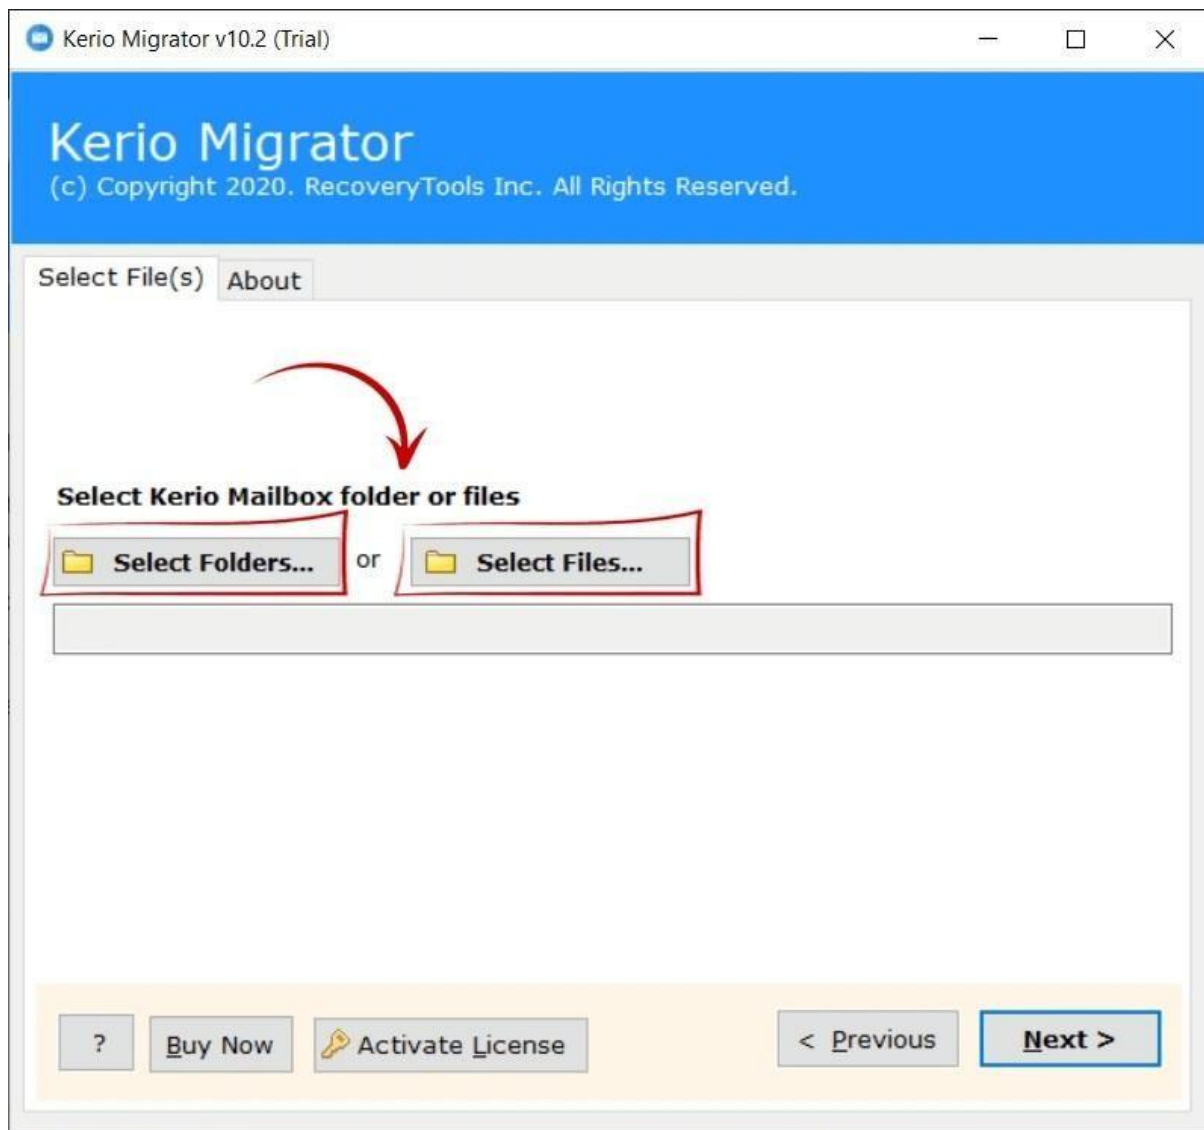 Kerio Migrator v10.2 (Trial)
Kerio Migrator
(c) Copyright 2020. RecoveryTools Inc. All Rights Reserved.
Select File(s) About
Select Kerio Mailbox folder or files
Select Folders... or Select Files...
? Buy Now Activate License < Previous Next >